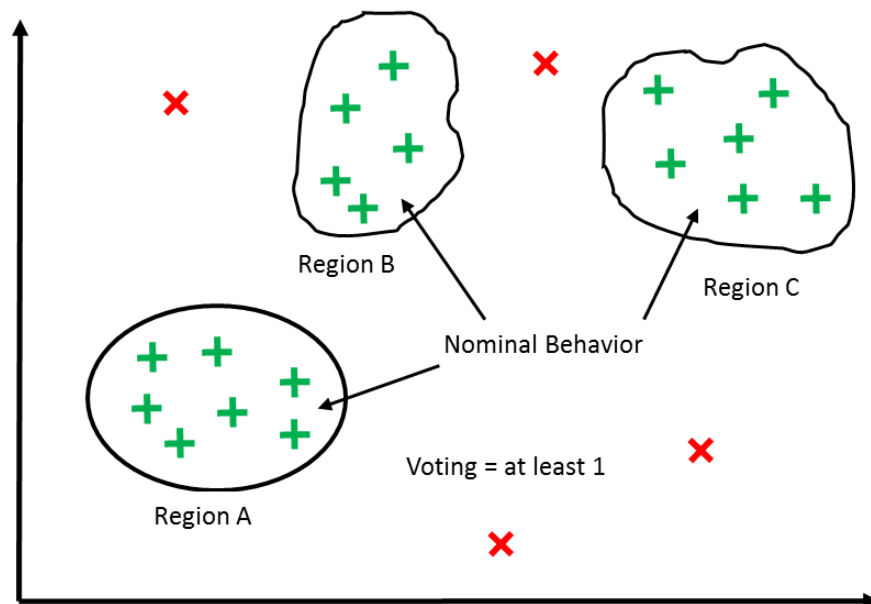 Region B
Region C
Nominal Behavior
Voting = at least 1
Region A